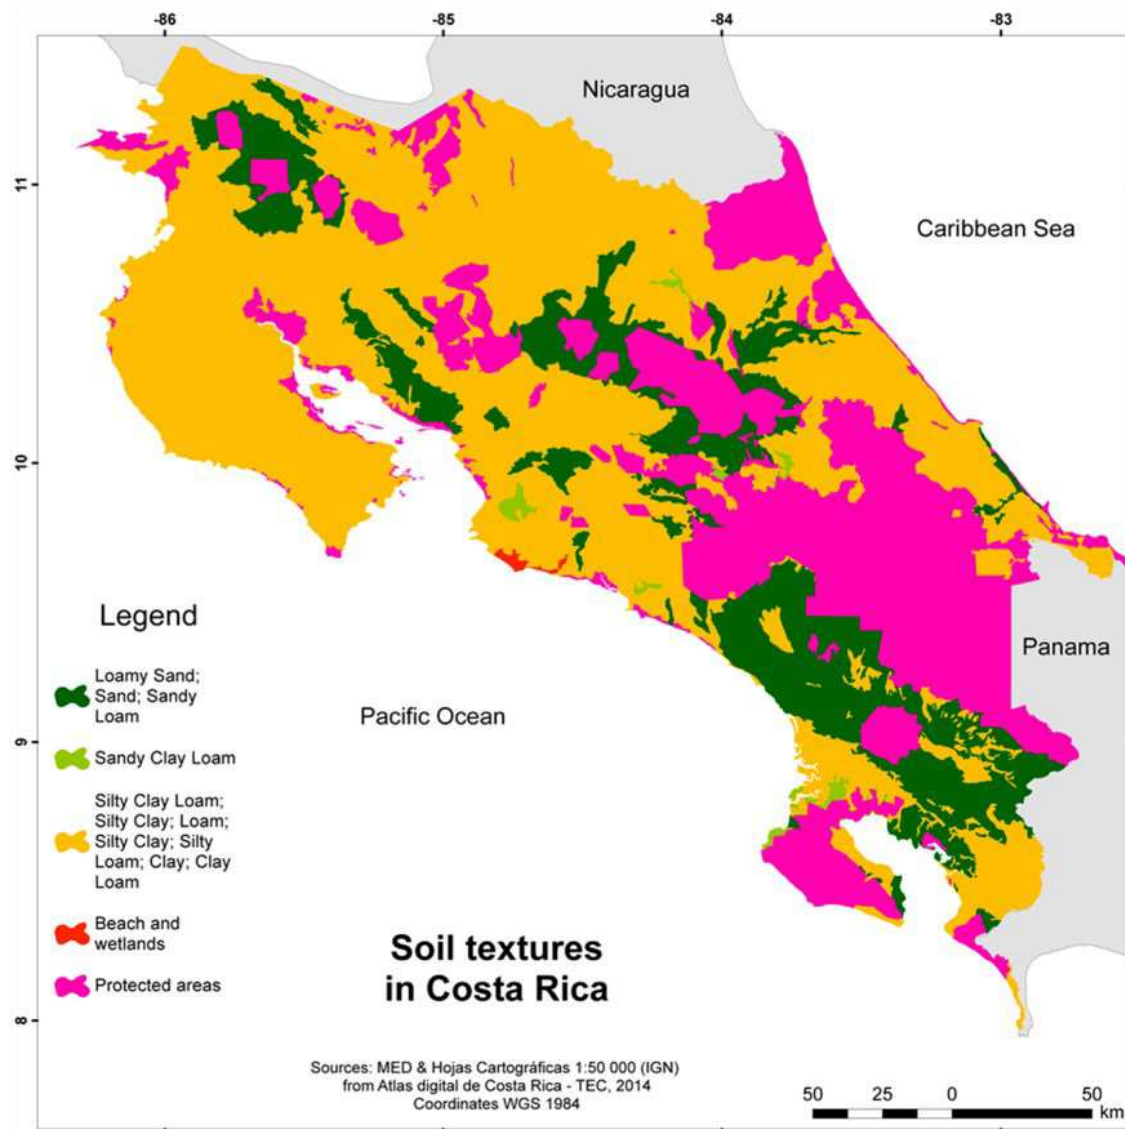 -86 -85 -84 -83
Nicaragua
11
Caribbean Sea
10
Legend
Panama
Loamy Sand;
Sand; Sandy
Loam
Pacific Ocean
9
Sandy Clay Loam
Silty Clay Loam;
Silty Clay; Loam;
Silty Clay; Silty
Loam; Clay; Clay
Loam
Beach and
wetlands
Protected areas
Soil textures
in Costa Rica
8
Sources: MED & Hojas Cartográficas 1:50 000 (IGN)
from Atlas digital de Costa Rica - TEC, 2014
Coordinates WGS 1984
50 25 0 50
km